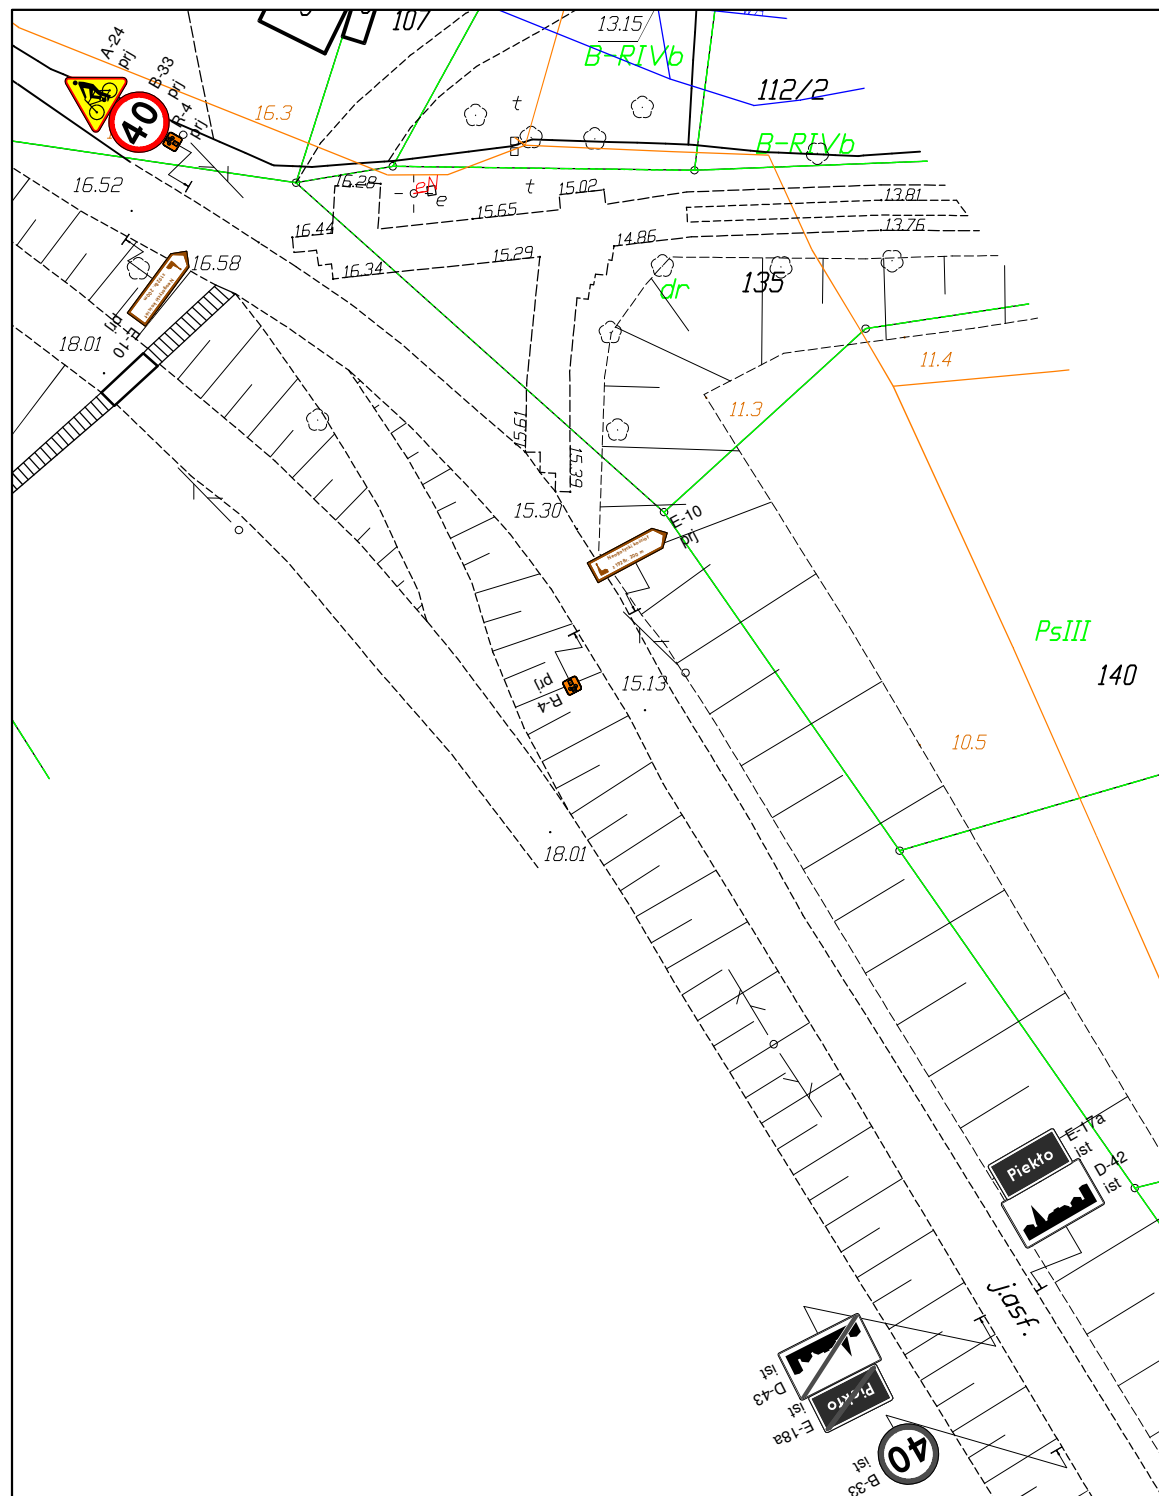 107
13.15
B-RIVb
112/2
A-24
prj
B-33
prj
R-4
prj
40
16.3
t
B-RIVb
16.52
16.28
eN
e
t
15.02
13.81
15.65
16.44
13.76
14.86
15.29
16.34
16.58
dr
135
E-10
prj
18.01
11.4
11.3
15.61
15.39
15.30
E-10
prj
PsIII
140
15.13
R-4
prj
10.5
18.01
Piekło
E-17a
ist
D-42
ist
j.asf.
D-43
ist
Piekło
E-18a
ist
40
B-33
ist